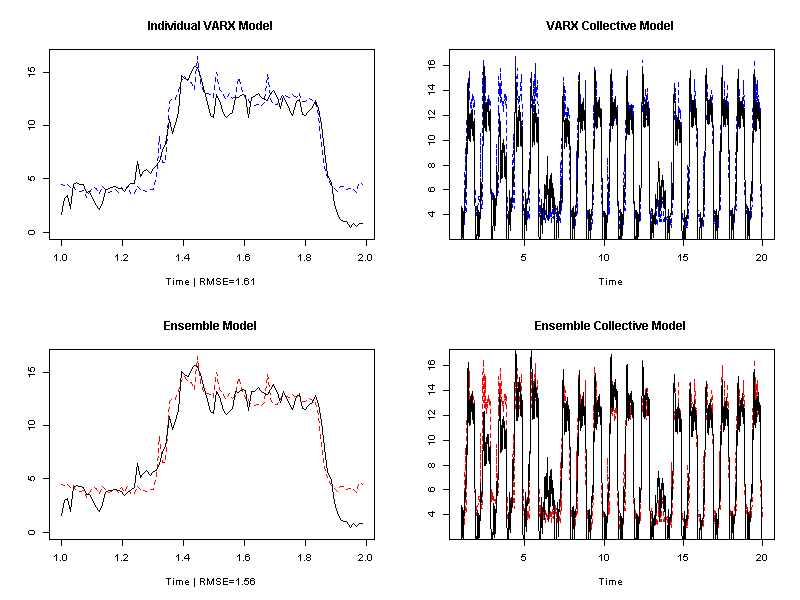 Individual VARX Model
VARX Collective Model
15
10
5
0
1.0 1.2 1.4 1.6 1.8 2.0
Time | RMSE=1.61
16
14
12
10
8
6
4
5 10 15 20
Time
Ensemble Model
Ensemble Collective Model
15
10
5
0
1.0 1.2 1.4 1.6 1.8 2.0
Time | RMSE=1.56
16
14
12
10
8
6
4
5 10 15 20
Time